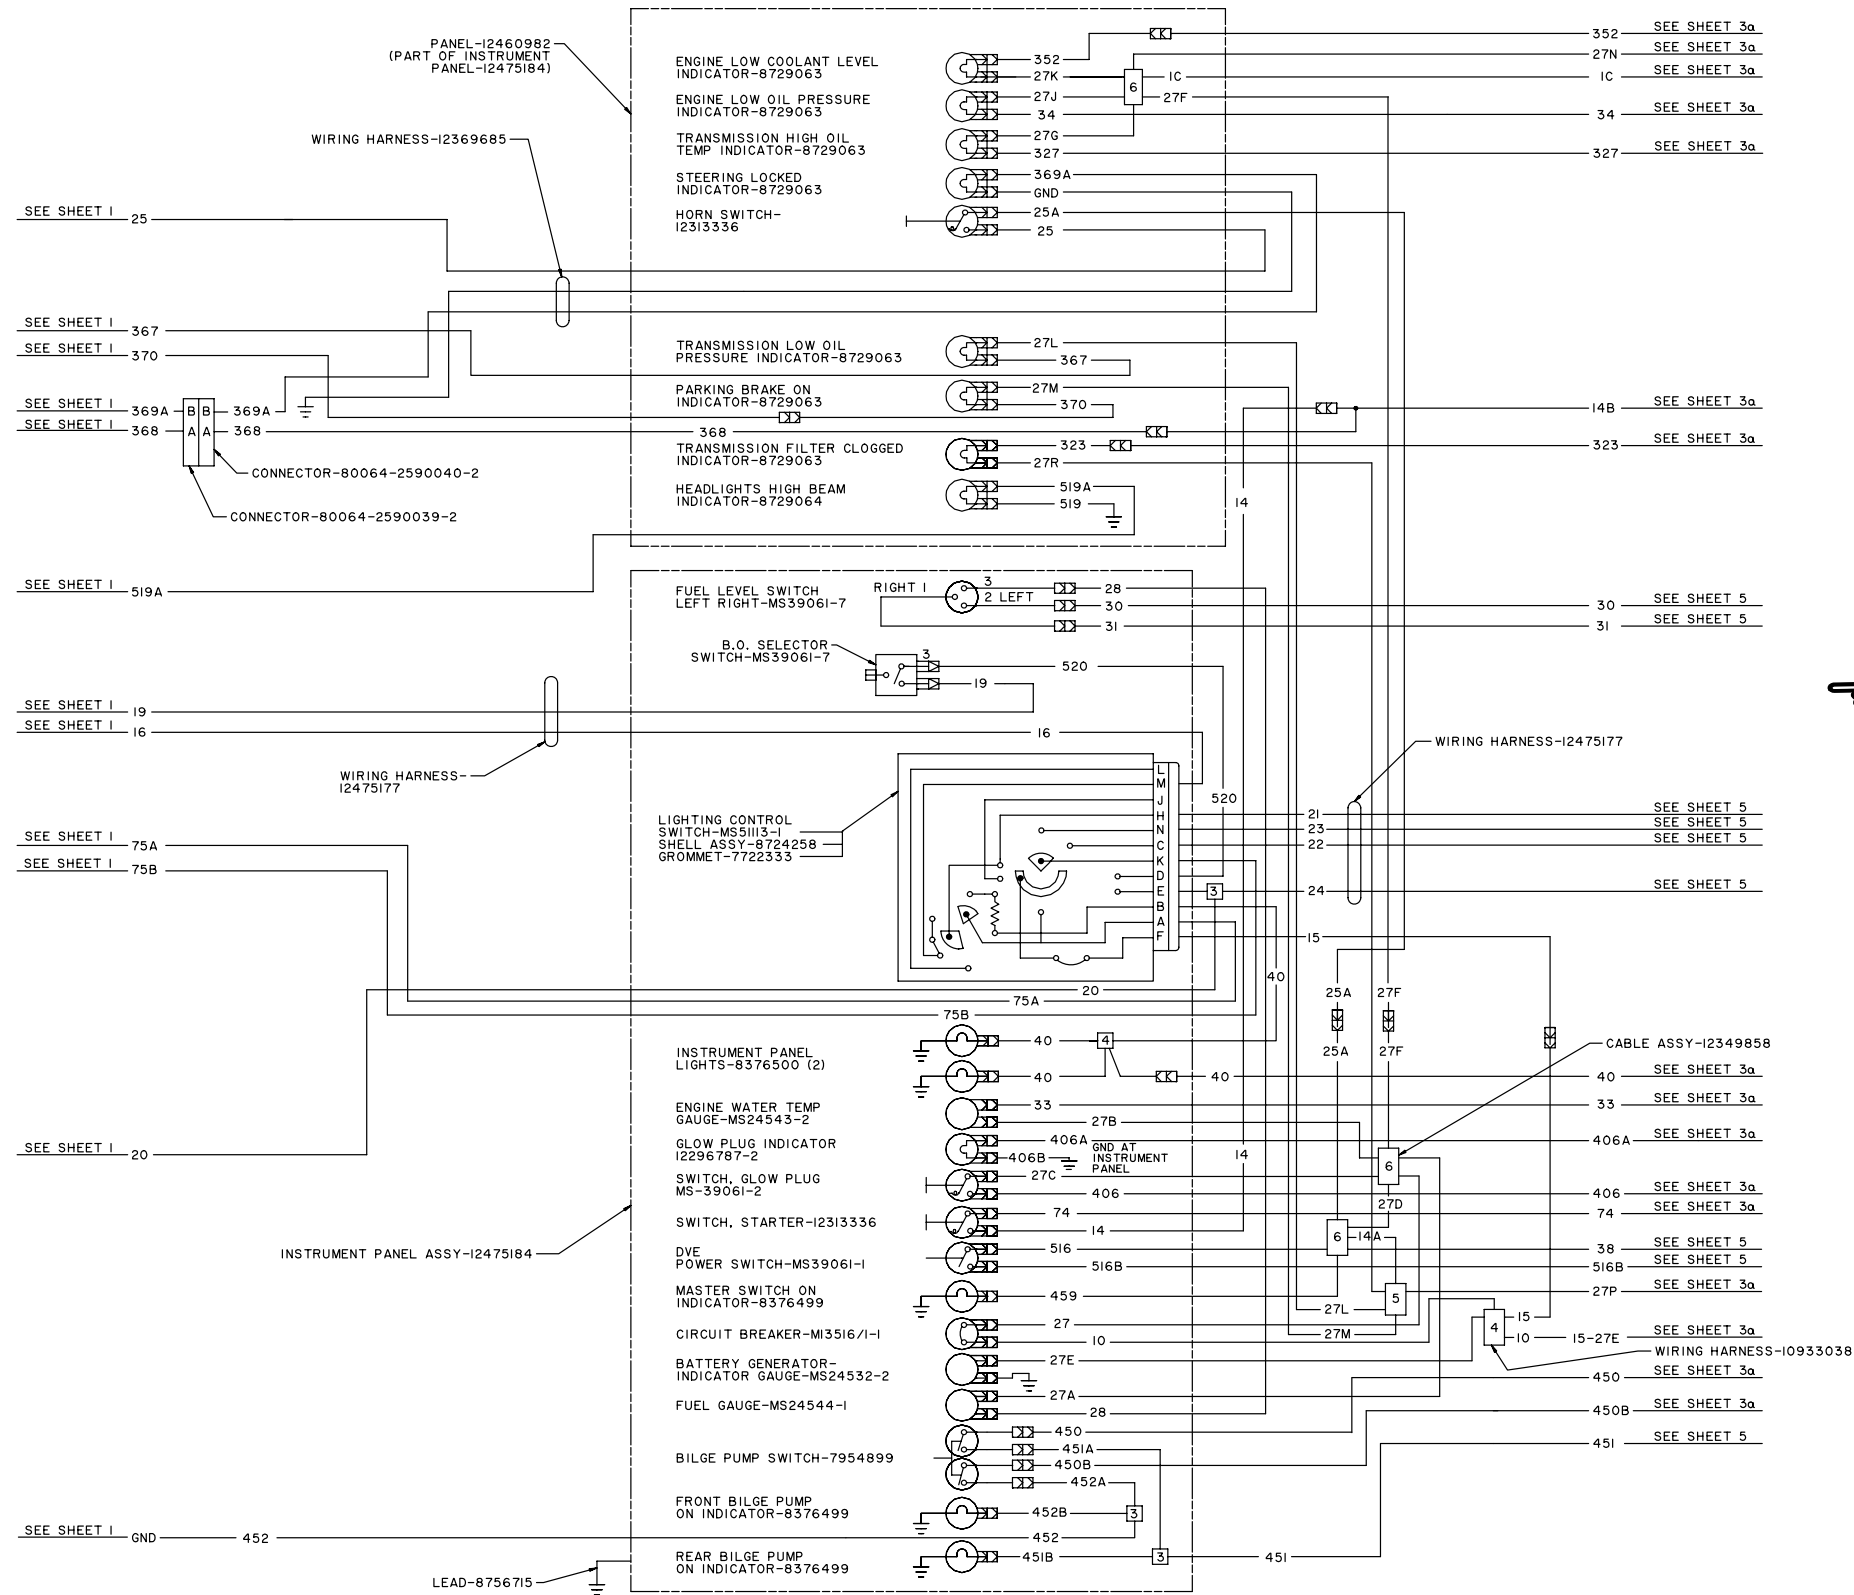 PANEL-12460982
(PART OF INSTRUMENT
PANEL-12475184)
WIRING HARNESS-12369685
SEE SHEET 1 25
SEE SHEET 1 367
SEE SHEET 1 370
SEE SHEET 1 369A B B 369A
SEE SHEET 1 368 A A 368
CONNECTOR-80064-2590040-2
CONNECTOR-80064-2590039-2
SEE SHEET 1 519A
SEE SHEET 1 19
SEE SHEET 1 16
WIRING HARNESS-
12475177
SEE SHEET 1 75A
SEE SHEET 1 75B
SEE SHEET 1 20
INSTRUMENT PANEL ASSY-12475184
SEE SHEET 1 GND 452
LEAD-8756715
ENGINE LOW COOLANT LEVEL
INDICATOR-8729063
352
27K
ENGINE LOW OIL PRESSURE
INDICATOR-8729063
27J
34
TRANSMISSION HIGH OIL
TEMP INDICATOR-8729063
27G
327
STEERING LOCKED
INDICATOR-8729063
369A
GND
HORN SWITCH-
12313336
25A
25
6
1C
27F
TRANSMISSION LOW OIL
PRESSURE INDICATOR-8729063
27L
367
PARKING BRAKE ON
INDICATOR-8729063
27M
370
368
TRANSMISSION FILTER CLOGGED
INDICATOR-8729063
323
27R
HEADLIGHTS HIGH BEAM
INDICATOR-8729064
519A
519
14
FUEL LEVEL SWITCH
LEFT RIGHT-MS39061-7
RIGHT 1
3
2 LEFT
28
30
31
B.O. SELECTOR
SWITCH-MS39061-7
3
520
19
16
520
LIGHTING CONTROL
SWITCH-MS51113-1
SHELL ASSY-8724258
GROMMET-7722333
L
M
J
H
N
C
K
D
E
B
A
F
3
21
23
22
24
15
40
20
75A
75B
INSTRUMENT PANEL
LIGHTS-8376500 (2)
40
4
40
40
ENGINE WATER TEMP
GAUGE-MS24543-2
33
27B
GLOW PLUG INDICATOR
12296787-2
406A
406B
GND AT
INSTRUMENT
PANEL
14
SWITCH, GLOW PLUG
MS-39061-2
27C
406
SWITCH, STARTER-12313336
74
14
DVE
POWER SWITCH-MS39061-1
516
516B
MASTER SWITCH ON
INDICATOR-8376499
459
CIRCUIT BREAKER-M13516/1-1
27
10
BATTERY GENERATOR-
INDICATOR GAUGE-MS24532-2
27E
FUEL GAUGE-MS24544-1
27A
28
BILGE PUMP SWITCH-7954899
450
451A
450B
452A
FRONT BILGE PUMP
ON INDICATOR-8376499
452B
3
452
REAR BILGE PUMP
ON INDICATOR-8376499
451B
3
451
25A
27F
25A
27F
6
27D
6
14A
5
27L
27M
4
15
10
352 SEE SHEET 3a
27N SEE SHEET 3a
1C SEE SHEET 3a
34 SEE SHEET 3a
327 SEE SHEET 3a
14B SEE SHEET 3a
323 SEE SHEET 3a
30 SEE SHEET 5
31 SEE SHEET 5
WIRING HARNESS-12475177
SEE SHEET 5
SEE SHEET 5
SEE SHEET 5
SEE SHEET 5
CABLE ASSY-12349858
40 SEE SHEET 3a
33 SEE SHEET 3a
406A SEE SHEET 3a
406 SEE SHEET 3a
74 SEE SHEET 3a
38 SEE SHEET 5
516B SEE SHEET 5
27P SEE SHEET 3a
15-27E SEE SHEET 3a
WIRING HARNESS-10933038
450 SEE SHEET 3a
450B SEE SHEET 3a
451 SEE SHEET 5